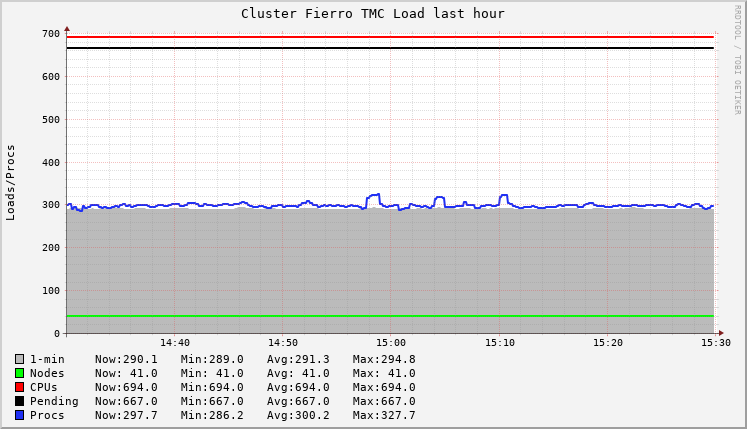 Cluster Fierro TMC Load last hour
RRDTOOL / TOBI OETIKER
Loads/Procs
700
600
500
400
300
200
100
0
14:40 14:50 15:00 15:10 15:20 15:30
1-min Now:290.1 Min:289.0 Avg:291.3 Max:294.8
Nodes Now: 41.0 Min: 41.0 Avg: 41.0 Max: 41.0
CPUs Now:694.0 Min:694.0 Avg:694.0 Max:694.0
Pending Now:667.0 Min:667.0 Avg:667.0 Max:667.0
Procs Now:297.7 Min:286.2 Avg:300.2 Max:327.7